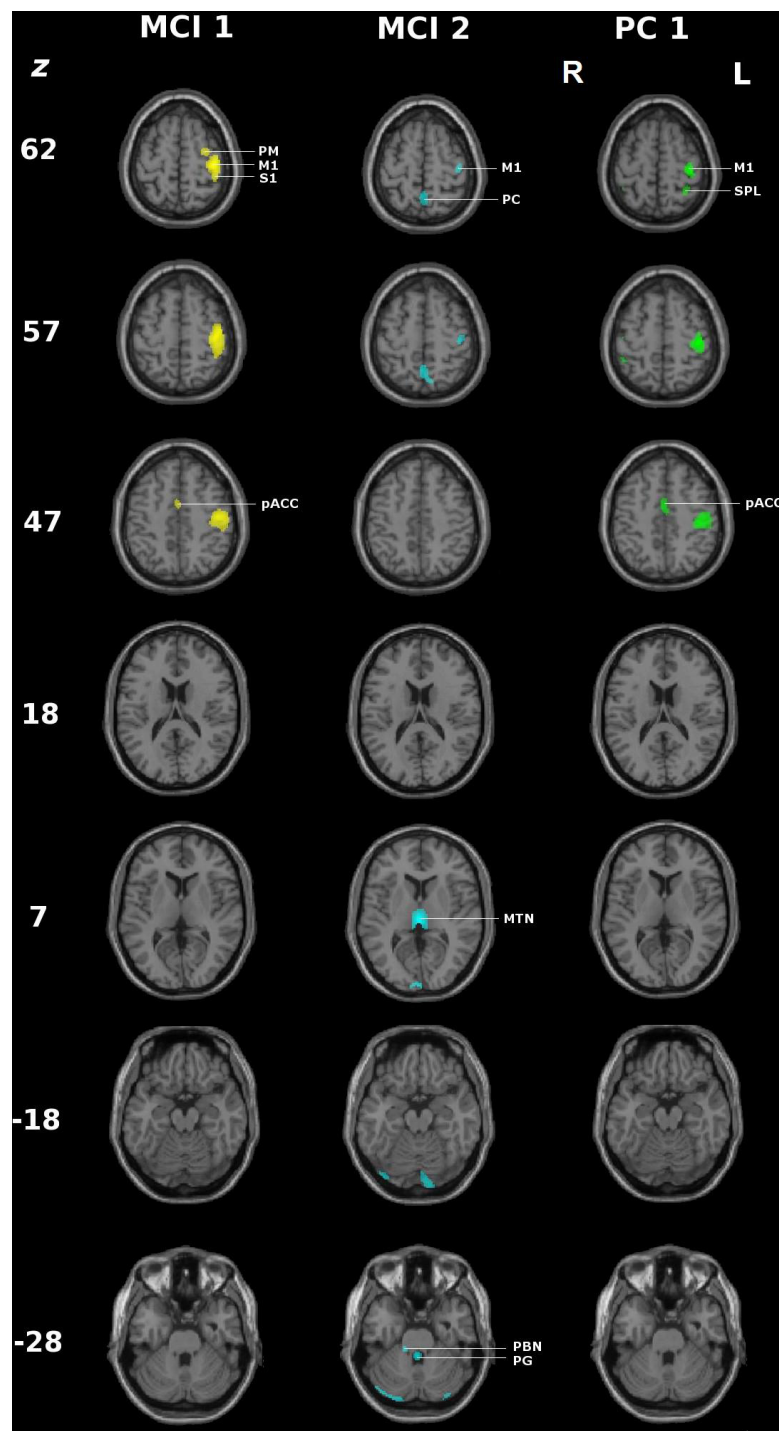 MCI 1 MCI 2 PC 1
z R L
62
PM
M1 M1 M1
S1
PC SPL
57
47
pACC pACC
18
7
MTN
-18
-28
PBN
PG